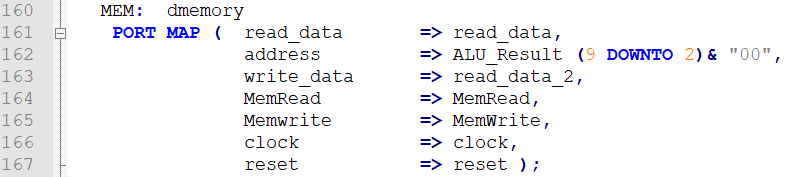 160 MEM: dmemory
161 PORT MAP ( read_data => read_data,
162 address => ALU_Result (9 DOWNTO 2)& "00",
163 write_data => read_data_2,
164 MemRead => MemRead,
165 Memwrite => MemWrite,
166 clock => clock,
167 reset => reset );